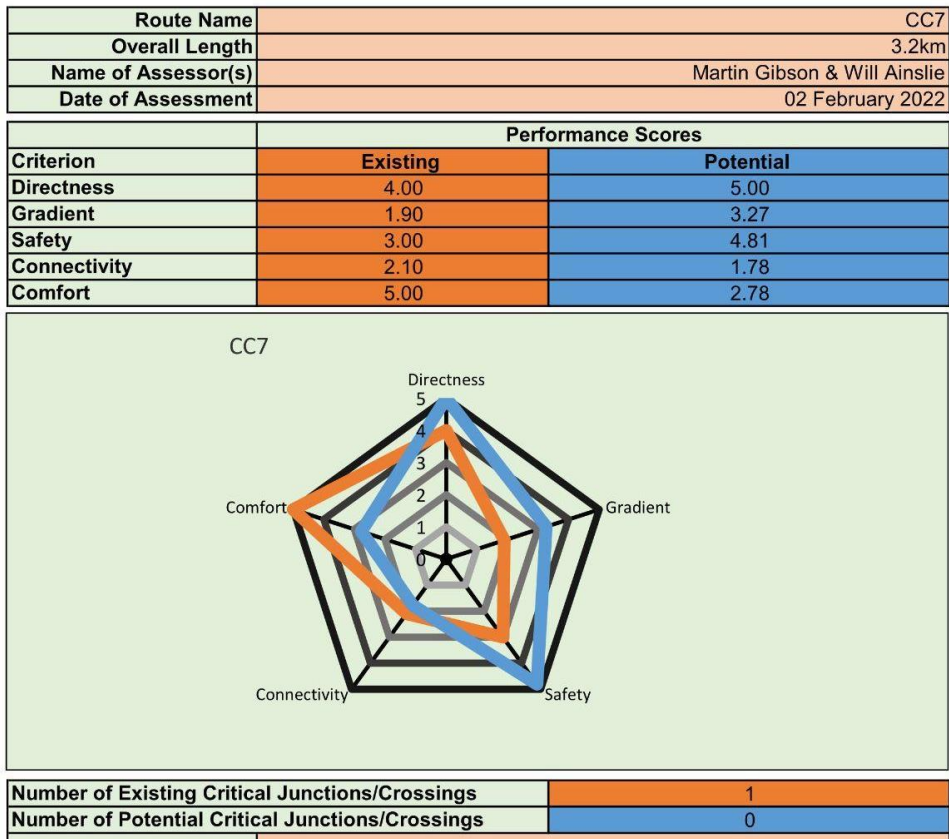 Route Name CC7
Overall Length 3.2km
Name of Assessor(s) Martin Gibson & Will Ainslie
Date of Assessment 02 February 2022
Performance Scores
Criterion Existing Potential
Directness 4.00 5.00
Gradient 1.90 3.27
Safety 3.00 4.81
Connectivity 2.10 1.78
Comfort 5.00 2.78
CC7
Directness
5
4
3
2
1
0
Comfort
Gradient
Connectivity
Safety
Number of Existing Critical Junctions/Crossings 1
Number of Potential Critical Junctions/Crossings 0